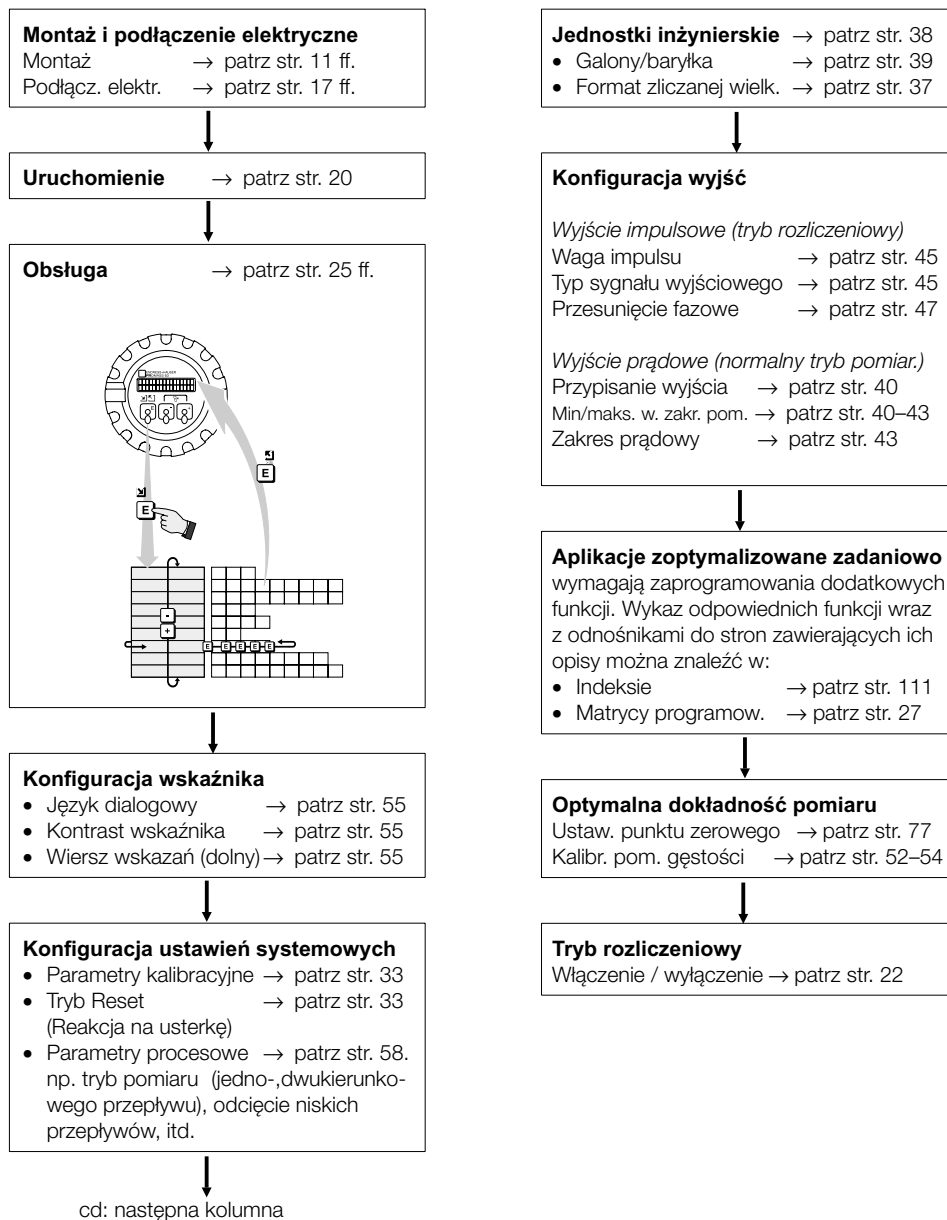 Montaż i podłączenie elektryczne
Montaż → patrz str. 11 ff.
Podłącz. elektr. → patrz str. 17 ff.
Uruchomienie → patrz str. 20
Obsługa → patrz str. 25 ff.
E
E
-
+
E E E E E
Konfiguracja wskaźnika
• Język dialogowy → patrz str. 55
• Kontrast wskaźnika → patrz str. 55
• Wiersz wskazań (dolny) → patrz str. 55
Konfiguracja ustawień systemowych
• Parametry kalibracyjne → patrz str. 33
• Tryb Reset → patrz str. 33
(Reakcja na usterkę)
• Parametry procesowe → patrz str. 58.
np. tryb pomiaru (jedno-,dwukierunko-
wego przepływu), odcięcie niskich
przepływów, itd.
cd: następna kolumna
Jednostki inżynierskie → patrz str. 38
• Galony/baryłka → patrz str. 39
• Format zliczanej wielk. → patrz str. 37
Konfiguracja wyjść
Wyjście impulsowe (tryb rozliczeniowy)
Waga impulsu → patrz str. 45
Typ sygnału wyjściowego → patrz str. 45
Przesunięcie fazowe → patrz str. 47
Wyjście prądowe (normalny tryb pomiar.)
Przypisanie wyjścia → patrz str. 40
Min/maks. w. zakr. pom. → patrz str. 40–43
Zakres prądowy → patrz str. 43
Aplikacje zoptymalizowane zadaniowo
wymagają zaprogramowania dodatkowych
funkcji. Wykaz odpowiednich funkcji wraz
z odnośnikami do stron zawierających ich
opisy można znaleźć w:
• Indeksie → patrz str. 111
• Matrycy programow. → patrz str. 27
Optymalna dokładność pomiaru
Ustaw. punktu zerowego → patrz str. 77
Kalibr. pom. gęstości → patrz str. 52–54
Tryb rozliczeniowy
Włączenie / wyłączenie → patrz str. 22